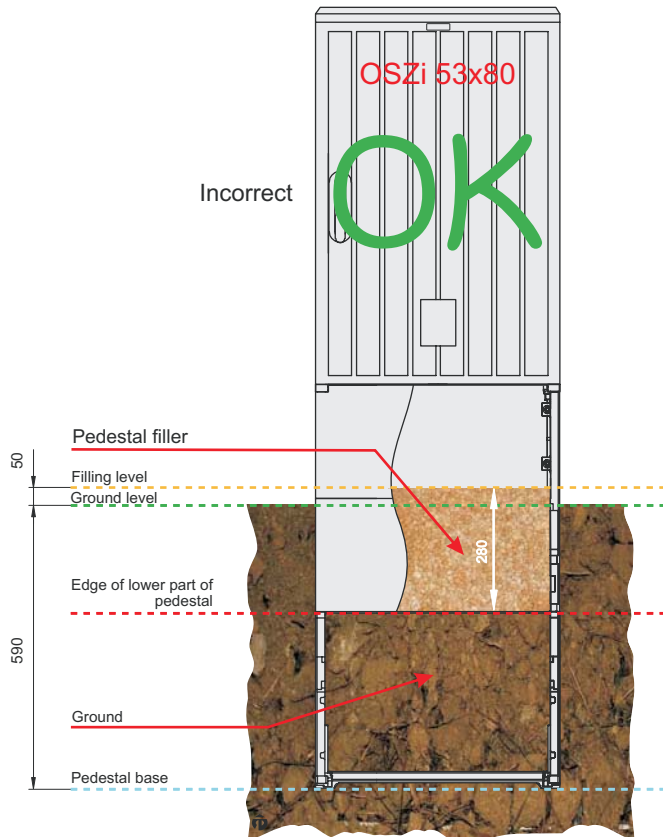 OSZi 53x80
OK
Incorrect
Pedestal filler
50
Filling level
Ground level
280
Edge of lower part of
pedestal
590
Ground
Pedestal base